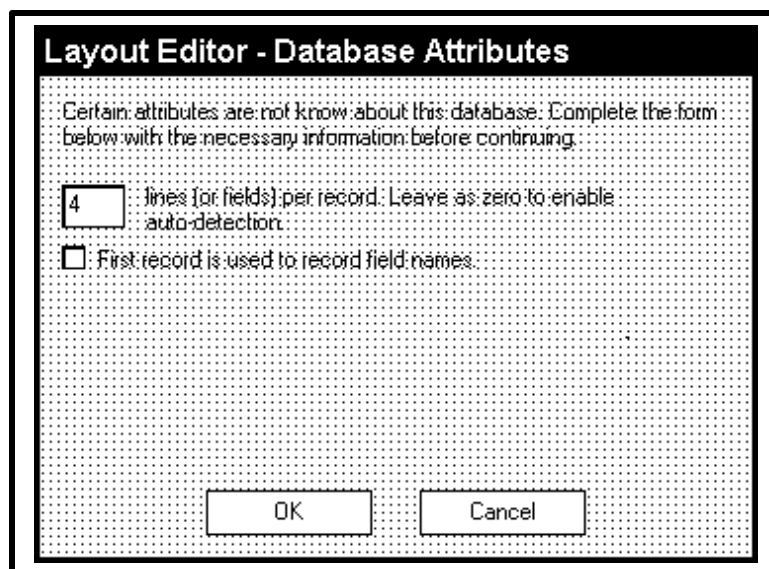 Layout Editor - Database Attributes
Certain attributes are not know about this database. Complete the form
below with the necessary information before continuing.
4
lines (or fields) per record. Leave as zero to enable
auto-detection.
First record is used to record field names.
OK
Cancel